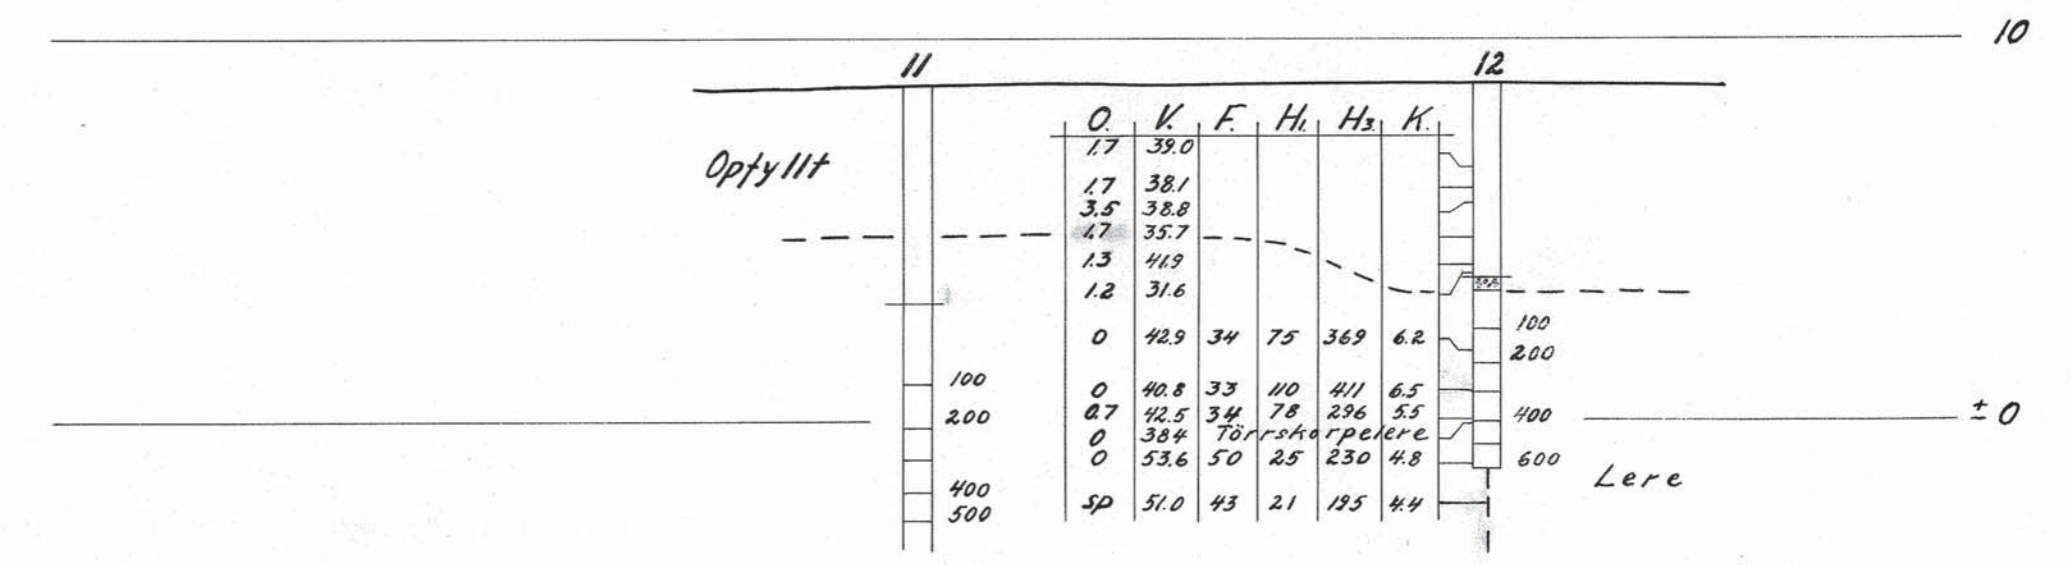 10
11 12
O. V. F. H1. H3. K.
1.7 39.0
Opfyllt
1.7 38.1
3.5 38.8
1.7 35.7
1.3 41.9
1.2 31.6
100
0 42.9 34 75 369 6.2
200
100 0 40.8 33 110 411 6.5
200 0.7 42.5 34 78 296 5.5 400 ± 0
0 384 Törrskorpelere
0 53.6 50 25 230 4.8 600
Lere
400
SP 51.0 43 21 195 4.4
500